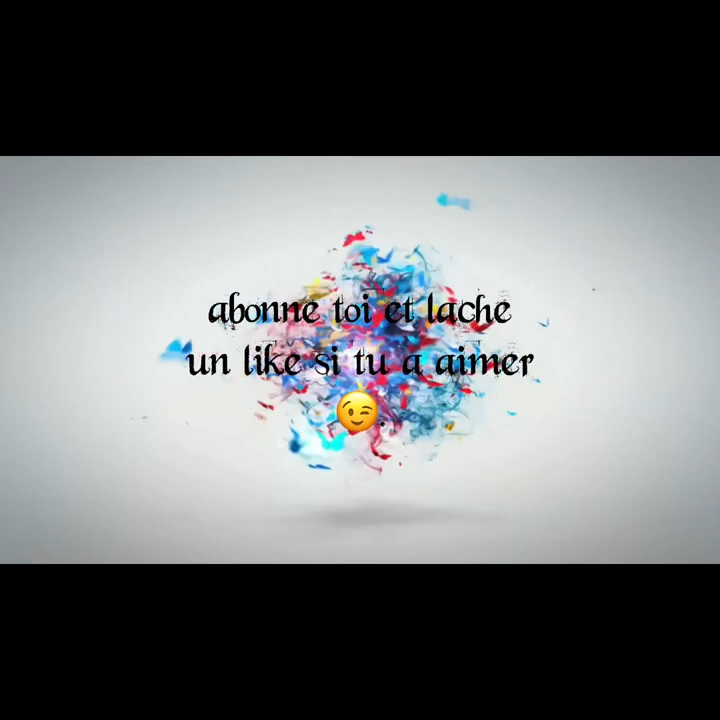 abonne toi et lache
un like si tu a aimer
😉.